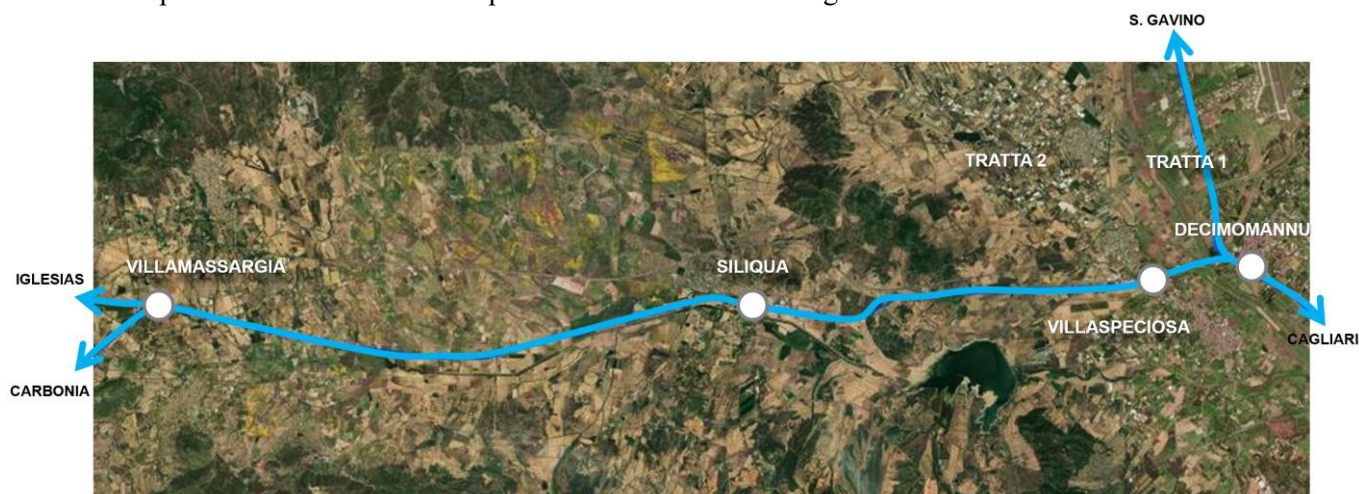 S. GAVINO
TRATTA 2
TRATTA 1
DECIMOMANNU
VILLAMASSARGIA
SILIQUA
IGLESIAS
VILLASPECIOSA
CAGLIARI
CARBONIA